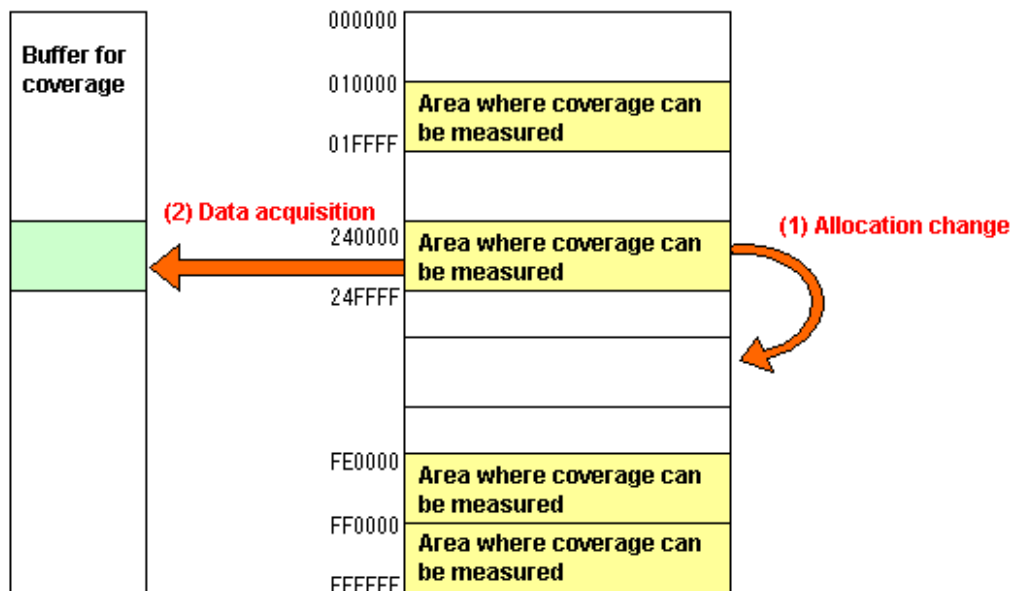 Buffer for
coverage
000000
010000
Area where coverage can
be measured
01FFFF
(2) Data acquisition
240000
Area where coverage can
be measured
(1) Allocation change
24FFFF
FE0000
Area where coverage can
be measured
FF0000
Area where coverage can
be measured
FFFFFF